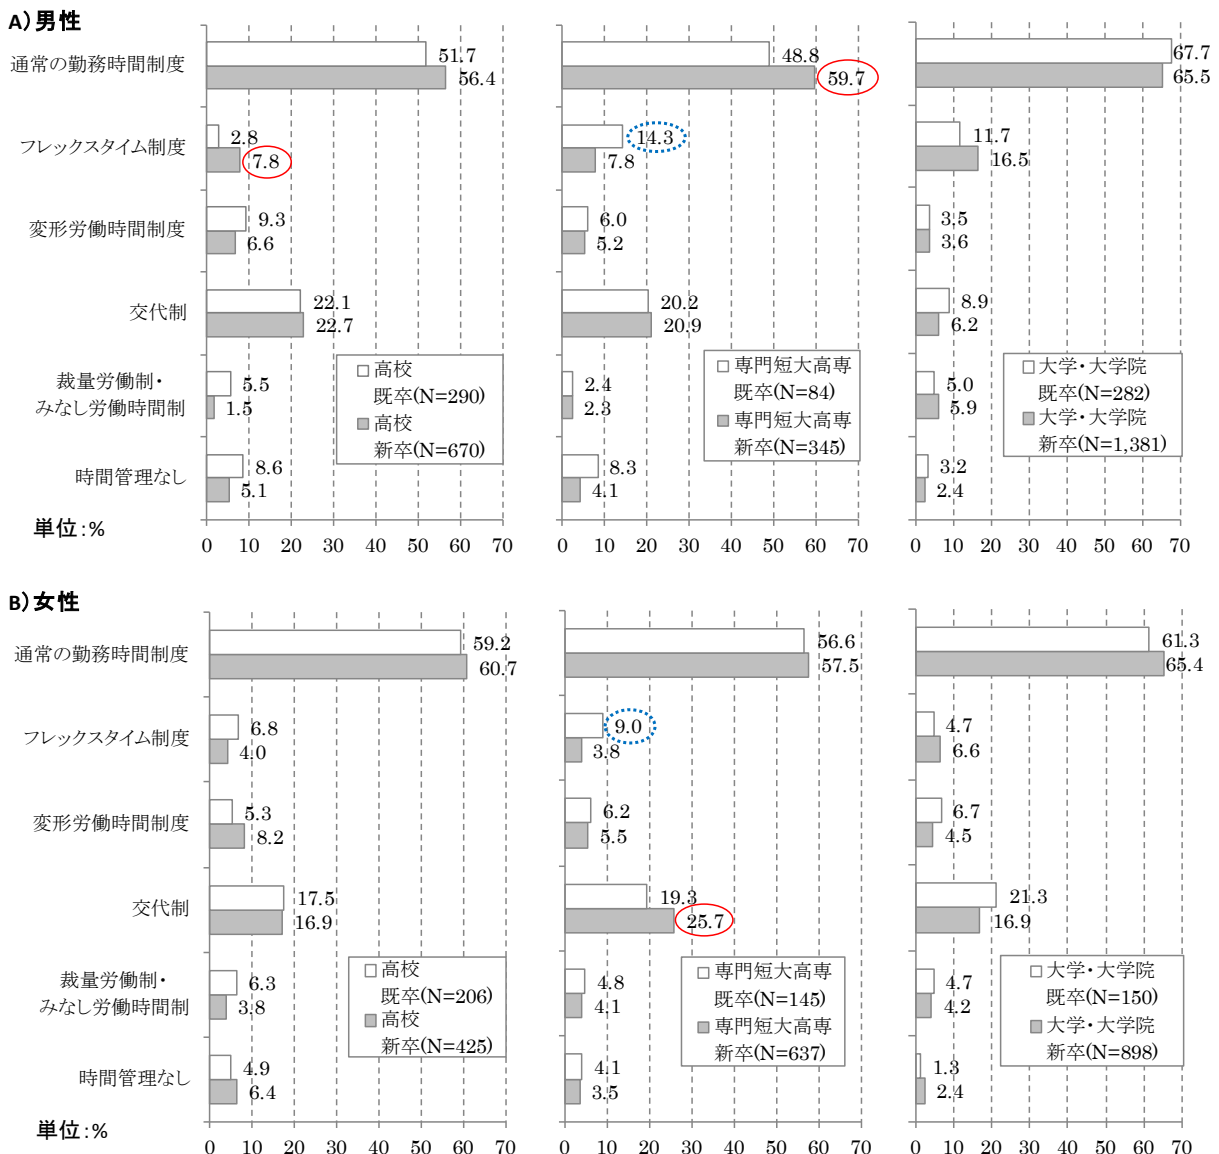 A）男性
通常の勤務時間制度
51.7
56.4
48.8
59.7
67.7
65.5
フレックスタイム制度
2.8
7.8
14.3
7.8
11.7
16.5
変形労働時間制度
9.3
6.6
6.0
5.2
3.5
3.6
交代制
22.1
22.7
20.2
20.9
8.9
6.2
裁量労働制・
みなし労働時間制
5.5
1.5
2.4
2.3
5.0
5.9
時間管理なし
8.6
5.1
8.3
4.1
3.2
2.4
高校
既卒(N=290)
高校
新卒(N=670)
専門短大高専
既卒(N=84)
専門短大高専
新卒(N=345)
大学・大学院
既卒(N=282)
大学・大学院
新卒(N=1,381)
単位：%
0 10 20 30 40 50 60 70
0 10 20 30 40 50 60 70
0 10 20 30 40 50 60 70
B）女性
通常の勤務時間制度
59.2
60.7
56.6
57.5
61.3
65.4
フレックスタイム制度
6.8
4.0
9.0
3.8
4.7
6.6
変形労働時間制度
5.3
8.2
6.2
5.5
6.7
4.5
交代制
17.5
16.9
19.3
25.7
21.3
16.9
裁量労働制・
みなし労働時間制
6.3
3.8
4.8
4.1
4.7
4.2
時間管理なし
4.9
6.4
4.1
3.5
1.3
2.4
高校
既卒(N=206)
高校
新卒(N=425)
専門短大高専
既卒(N=145)
専門短大高専
新卒(N=637)
大学・大学院
既卒(N=150)
大学・大学院
新卒(N=898)
単位：%
0 10 20 30 40 50 60 70
0 10 20 30 40 50 60 70
0 10 20 30 40 50 60 70